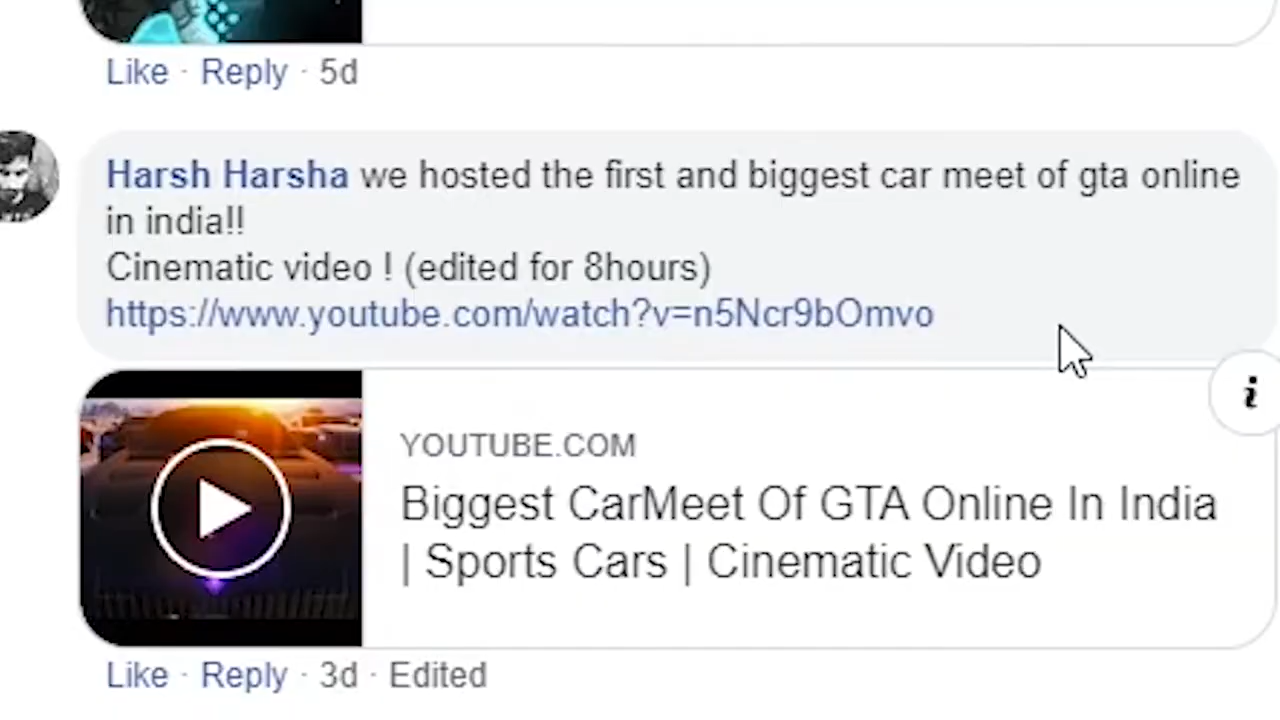 Like · Reply · 5d
Harsh Harsha we hosted the first and biggest car meet of gta online
in india!!
Cinematic video ! (edited for 8hours)
https://www.youtube.com/watch?v=n5Ncr9bOmvo
i
YOUTUBE.COM
Biggest CarMeet Of GTA Online In India
| Sports Cars | Cinematic Video
Like · Reply · 3d · Edited